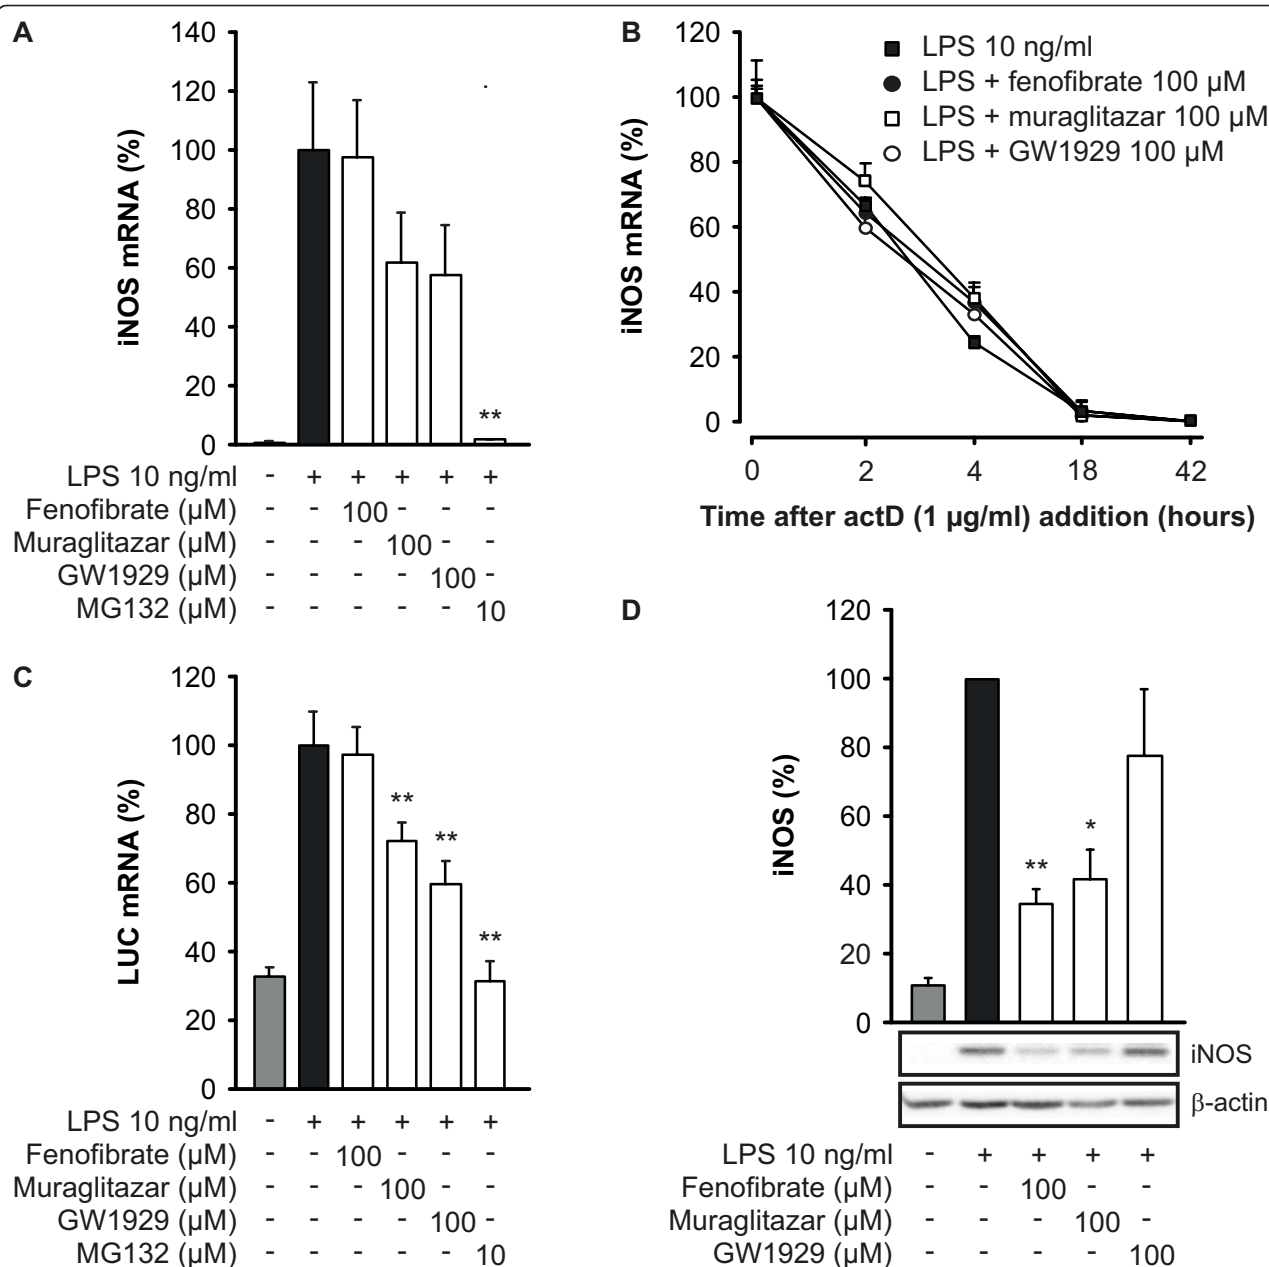 A
140
120
100
80
60
40
20
0
iNOS mRNA (%)
**
LPS 10 ng/ml - + + + + +
Fenofibrate (µM) - - 100 - - -
Muraglitazar (µM) - - - 100 - -
GW1929 (µM) - - - - 100 -
MG132 (µM) - - - - - 10
B
120
100
80
60
40
20
0
iNOS mRNA (%)
LPS 10 ng/ml
LPS + fenofibrate 100 µM
LPS + muraglitazar 100 µM
LPS + GW1929 100 µM
0 2 4 18 42
Time after actD (1 µg/ml) addition (hours)
C
120
100
80
60
40
20
0
LUC mRNA (%)
** ** **
LPS 10 ng/ml - + + + + +
Fenofibrate (µM) - - 100 - - -
Muraglitazar (µM) - - - 100 - -
GW1929 (µM) - - - - 100 -
MG132 (µM) - - - - - 10
D
120
100
80
60
40
20
0
iNOS (%)
** *
iNOS
β-actin
LPS 10 ng/ml - + + + +
Fenofibrate (µM) - - 100 - -
Muraglitazar (µM) - - - 100 -
GW1929 (µM) - - - - 100